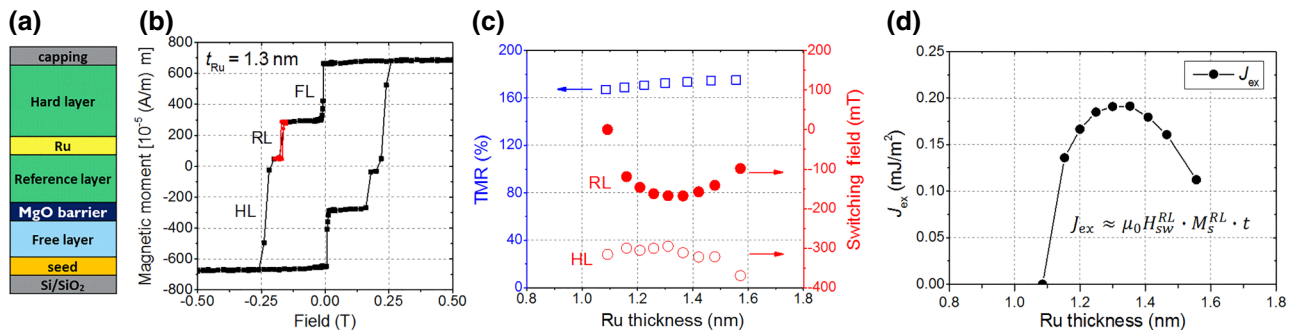 (a)
capping
Hard layer
Ru
Reference layer
MgO barrier
Free layer
seed
Si/SiO₂
(b)
Magnetic moment [10⁻⁵ (A/m) m]
800
600
400
200
0
-200
-400
-600
-800
t_Ru = 1.3 nm
FL
RL
HL
-0.50 -0.25 0.00 0.25 0.50
Field (T)
(c)
TMR (%)
200
160
120
80
40
0
RL
HL
200
150
100
50
0
-100
-150
-200
-300
-350
-400
Switching field (mT)
1.0 1.2 1.4 1.6 1.8
Ru thickness (nm)
(d)
J_ex (mJ/m²)
0.25
0.20
0.15
0.10
0.05
0.00
J_ex
J_ex ≈ μ₀H_sw^RL · M_s^RL · t
1.0 1.2 1.4 1.6 1.8
Ru thickness (nm)